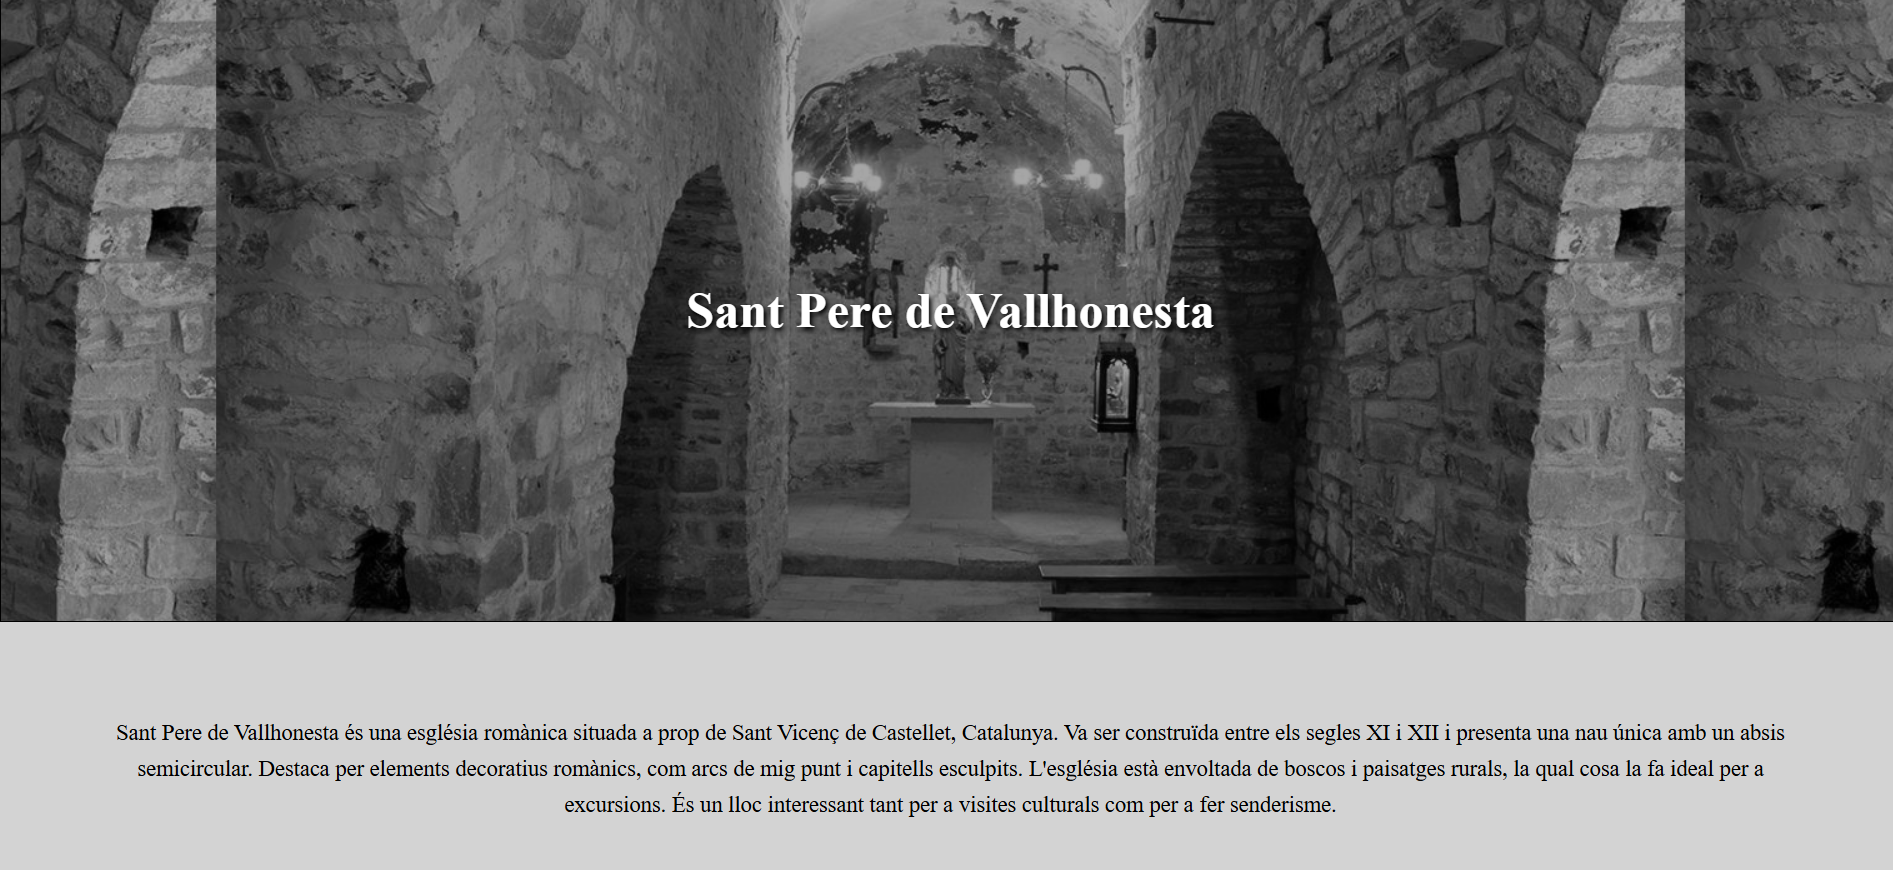 Sant Pere de Vallhonesta
Sant Pere de Vallhonesta és una església romànica situada a prop de Sant Vicenç de Castellet, Catalunya. Va ser construïda entre els segles XI i XII i presenta una nau única amb un absis
semicircular. Destaca per elements decoratius romànics, com arcs de mig punt i capitells esculpits. L'església està envoltada de boscos i paisatges rurals, la qual cosa la fa ideal per a
excursions. És un lloc interessant tant per a visites culturals com per a fer senderisme.